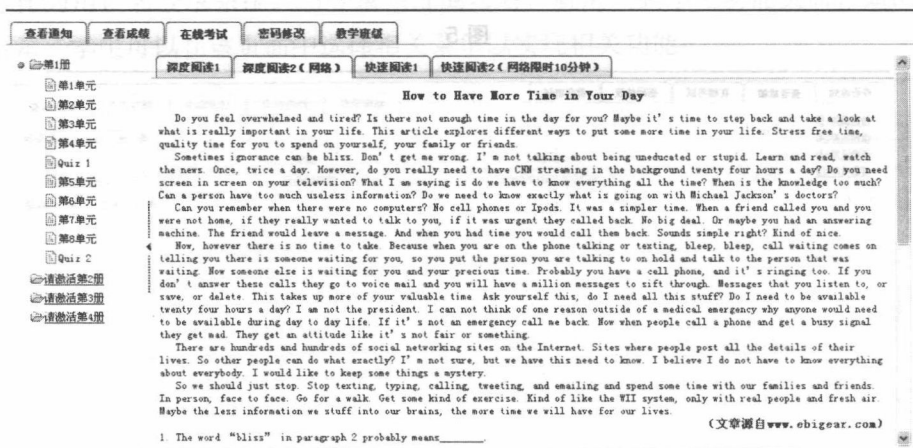 查看通知 查看成绩 在线考试 密码修改 教学班级
第1册
第1单元
第2单元
第3单元
第4单元
Quiz 1
第5单元
第6单元
第7单元
第8单元
Quiz 2
请激活第2册
请激活第3册
请激活第4册
深度阅读1 深度阅读2(网络) 快速阅读1 快速阅读2(网络限时10分钟)
How to Have More Time in Your Day
Do you feel overwhelmed and tired? Is there not enough time in the day for you? Maybe it's time to step back and take a look at
what is really important in your life. This article explores different ways to put some more time in your life. Stress free time,
quality time for you to spend on yourself, your family or friends.
Sometimes ignorance can be bliss. Don't get me wrong. I'm not talking about being uneducated or stupid. Learn and read, watch
the news. Once, twice a day. However, do you really need to have CNN streaming in the background twenty four hours a day? Do you need
screen in screen on your television? What I am saying is do we have to know everything all the time? When is the knowledge too much?
Can a person have too much useless information? Do we need to know exactly what is going on with Michael Jackson's doctors?
Can you remember when there were no computers? No cell phones or Ipods. It was a simpler time. When a friend called you and you
were not home, if they really wanted to talk to you, if it was urgent they called back. No big deal. Or maybe you had an answering
machine. The friend would leave a message. And when you had time you would call them back. Sounds simple right? Kind of nice.
Now, however there is no time to take. Because when you are on the phone talking or texting, bleep, bleep, call waiting comes on
telling you there is someone waiting for you, so you put the person you are talking to on hold and talk to the person that was
waiting. Now someone else is waiting for you and your precious time. Probably you have a cell phone, and it's ringing too. If you
don't answer these calls they go to voice mail and you will have a million messages to sift through. Messages that you listen to, or
save, or delete. This takes up more of your valuable time. Ask yourself this, do I need all this stuff? Do I need to be available
twenty four hours a day? I am not the president. I can not think of one reason outside of a medical emergency why anyone would need
to be available during day to day life. If it's not an emergency call me back. Now when people call a phone and get a busy signal
they get mad. They get an attitude like it's not fair or something.
There are hundreds and hundreds of social networking sites on the Internet. Sites where people post all the details of their
lives. So other people can do what exactly? I'm not sure, but we have this need to know. I believe I do not have to know everything
about everybody. I would like to keep some things a mystery.
So we should just stop. Stop texting, typing, calling, tweeting, and emailing and spend some time with our families and friends.
In person, face to face. Go for a walk. Get some kind of exercise. Kind of like the WII system, only with real people and fresh air.
Maybe the less information we stuff into our brains, the more time we will have for our lives.
(文章源自www.ebigear.com)
1. The word "bliss" in paragraph 2 probably means______.